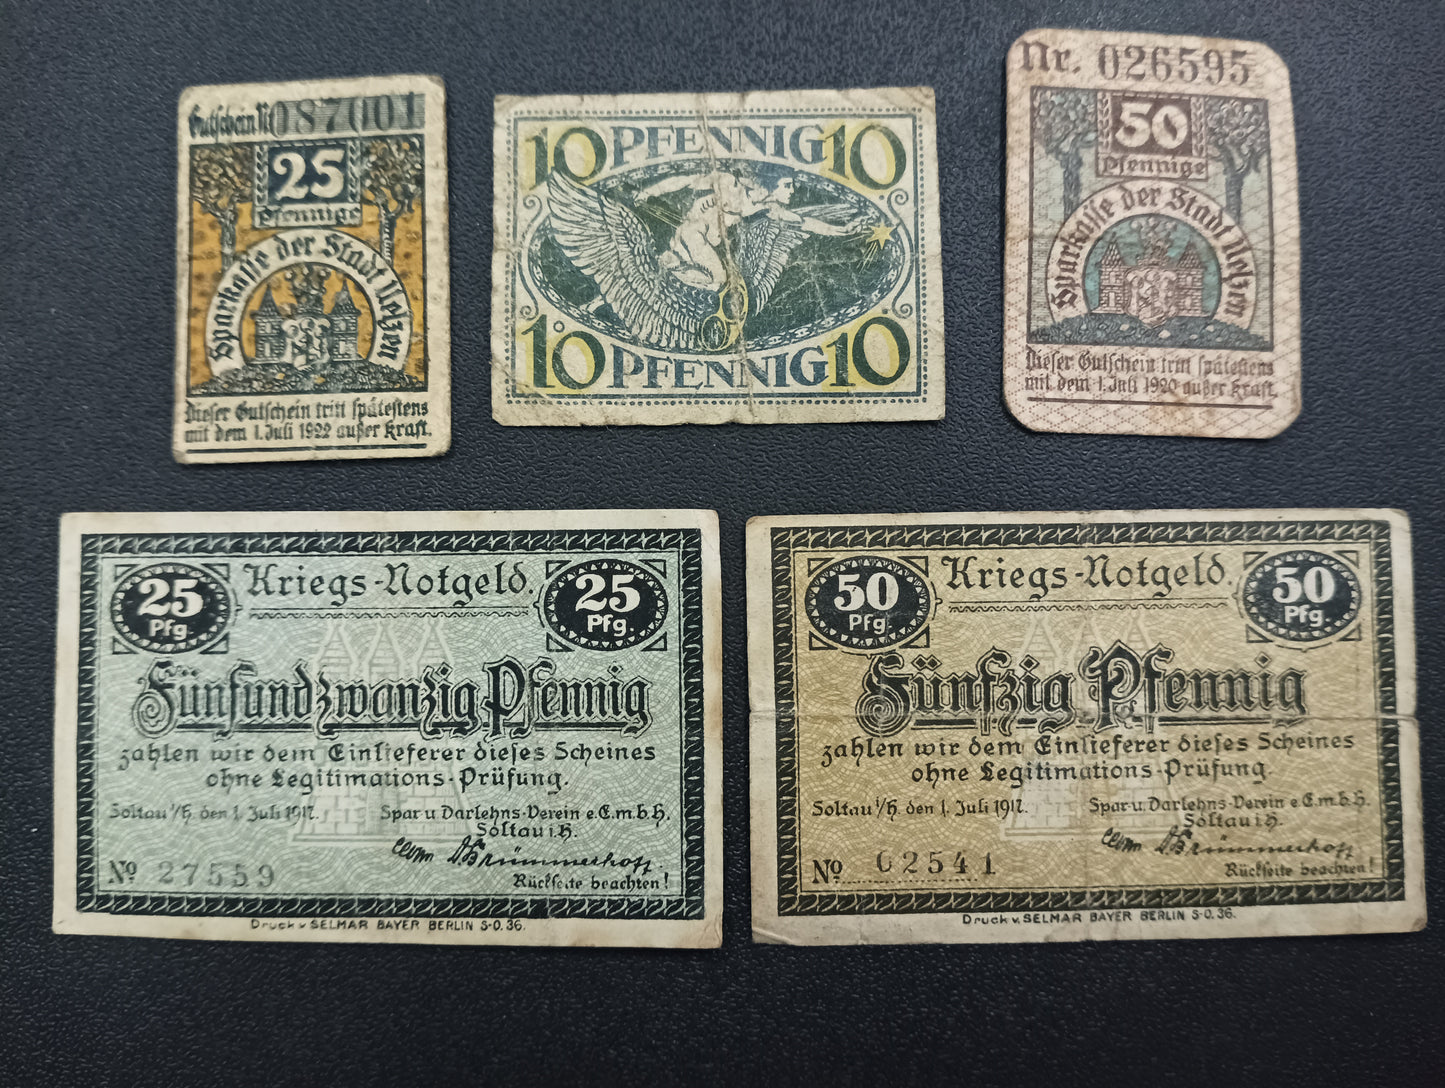 Gutschein Nr 087001
25
Pfennige
Sparkasse der Stadt Uelzen
Dieser Gutschein tritt spätestens
mit dem 1. Juli 1922 außer Kraft.
10 PFENNIG 10
10 PFENNIG 10
Nr. 026595
50
Pfennige
Sparkasse der Stadt Uelzen
Dieser Gutschein tritt spätestens
mit dem 1. Juli 1920 außer Kraft.
25 Pfg. Kriegs-Notgeld. 25 Pfg.
Fünfundzwanzig Pfennig
zahlen wir dem Einlieferer dieses Scheines
ohne Legitimations-Prüfung.
Soltau i/H. den 1. Juli 1917. Spar u. Darlehns-Verein e.G.m.b.H.
Soltau i.H.
D. Brümmerhoff.
No 27559 Rückseite beachten!
Druck v. SELMAR BAYER BERLIN S-O. 36.
50 Pfg. Kriegs-Notgeld. 50 Pfg.
Fünfzig Pfennig
zahlen wir dem Einlieferer dieses Scheines
ohne Legitimations-Prüfung.
Soltau i/H. den 1. Juli 1917. Spar u. Darlehns-Verein e.G.m.b.H.
Soltau i.H.
D. Brümmerhoff
No 02541 Rückseite beachten!
Druck v. SELMAR BAYER BERLIN S-O. 36.